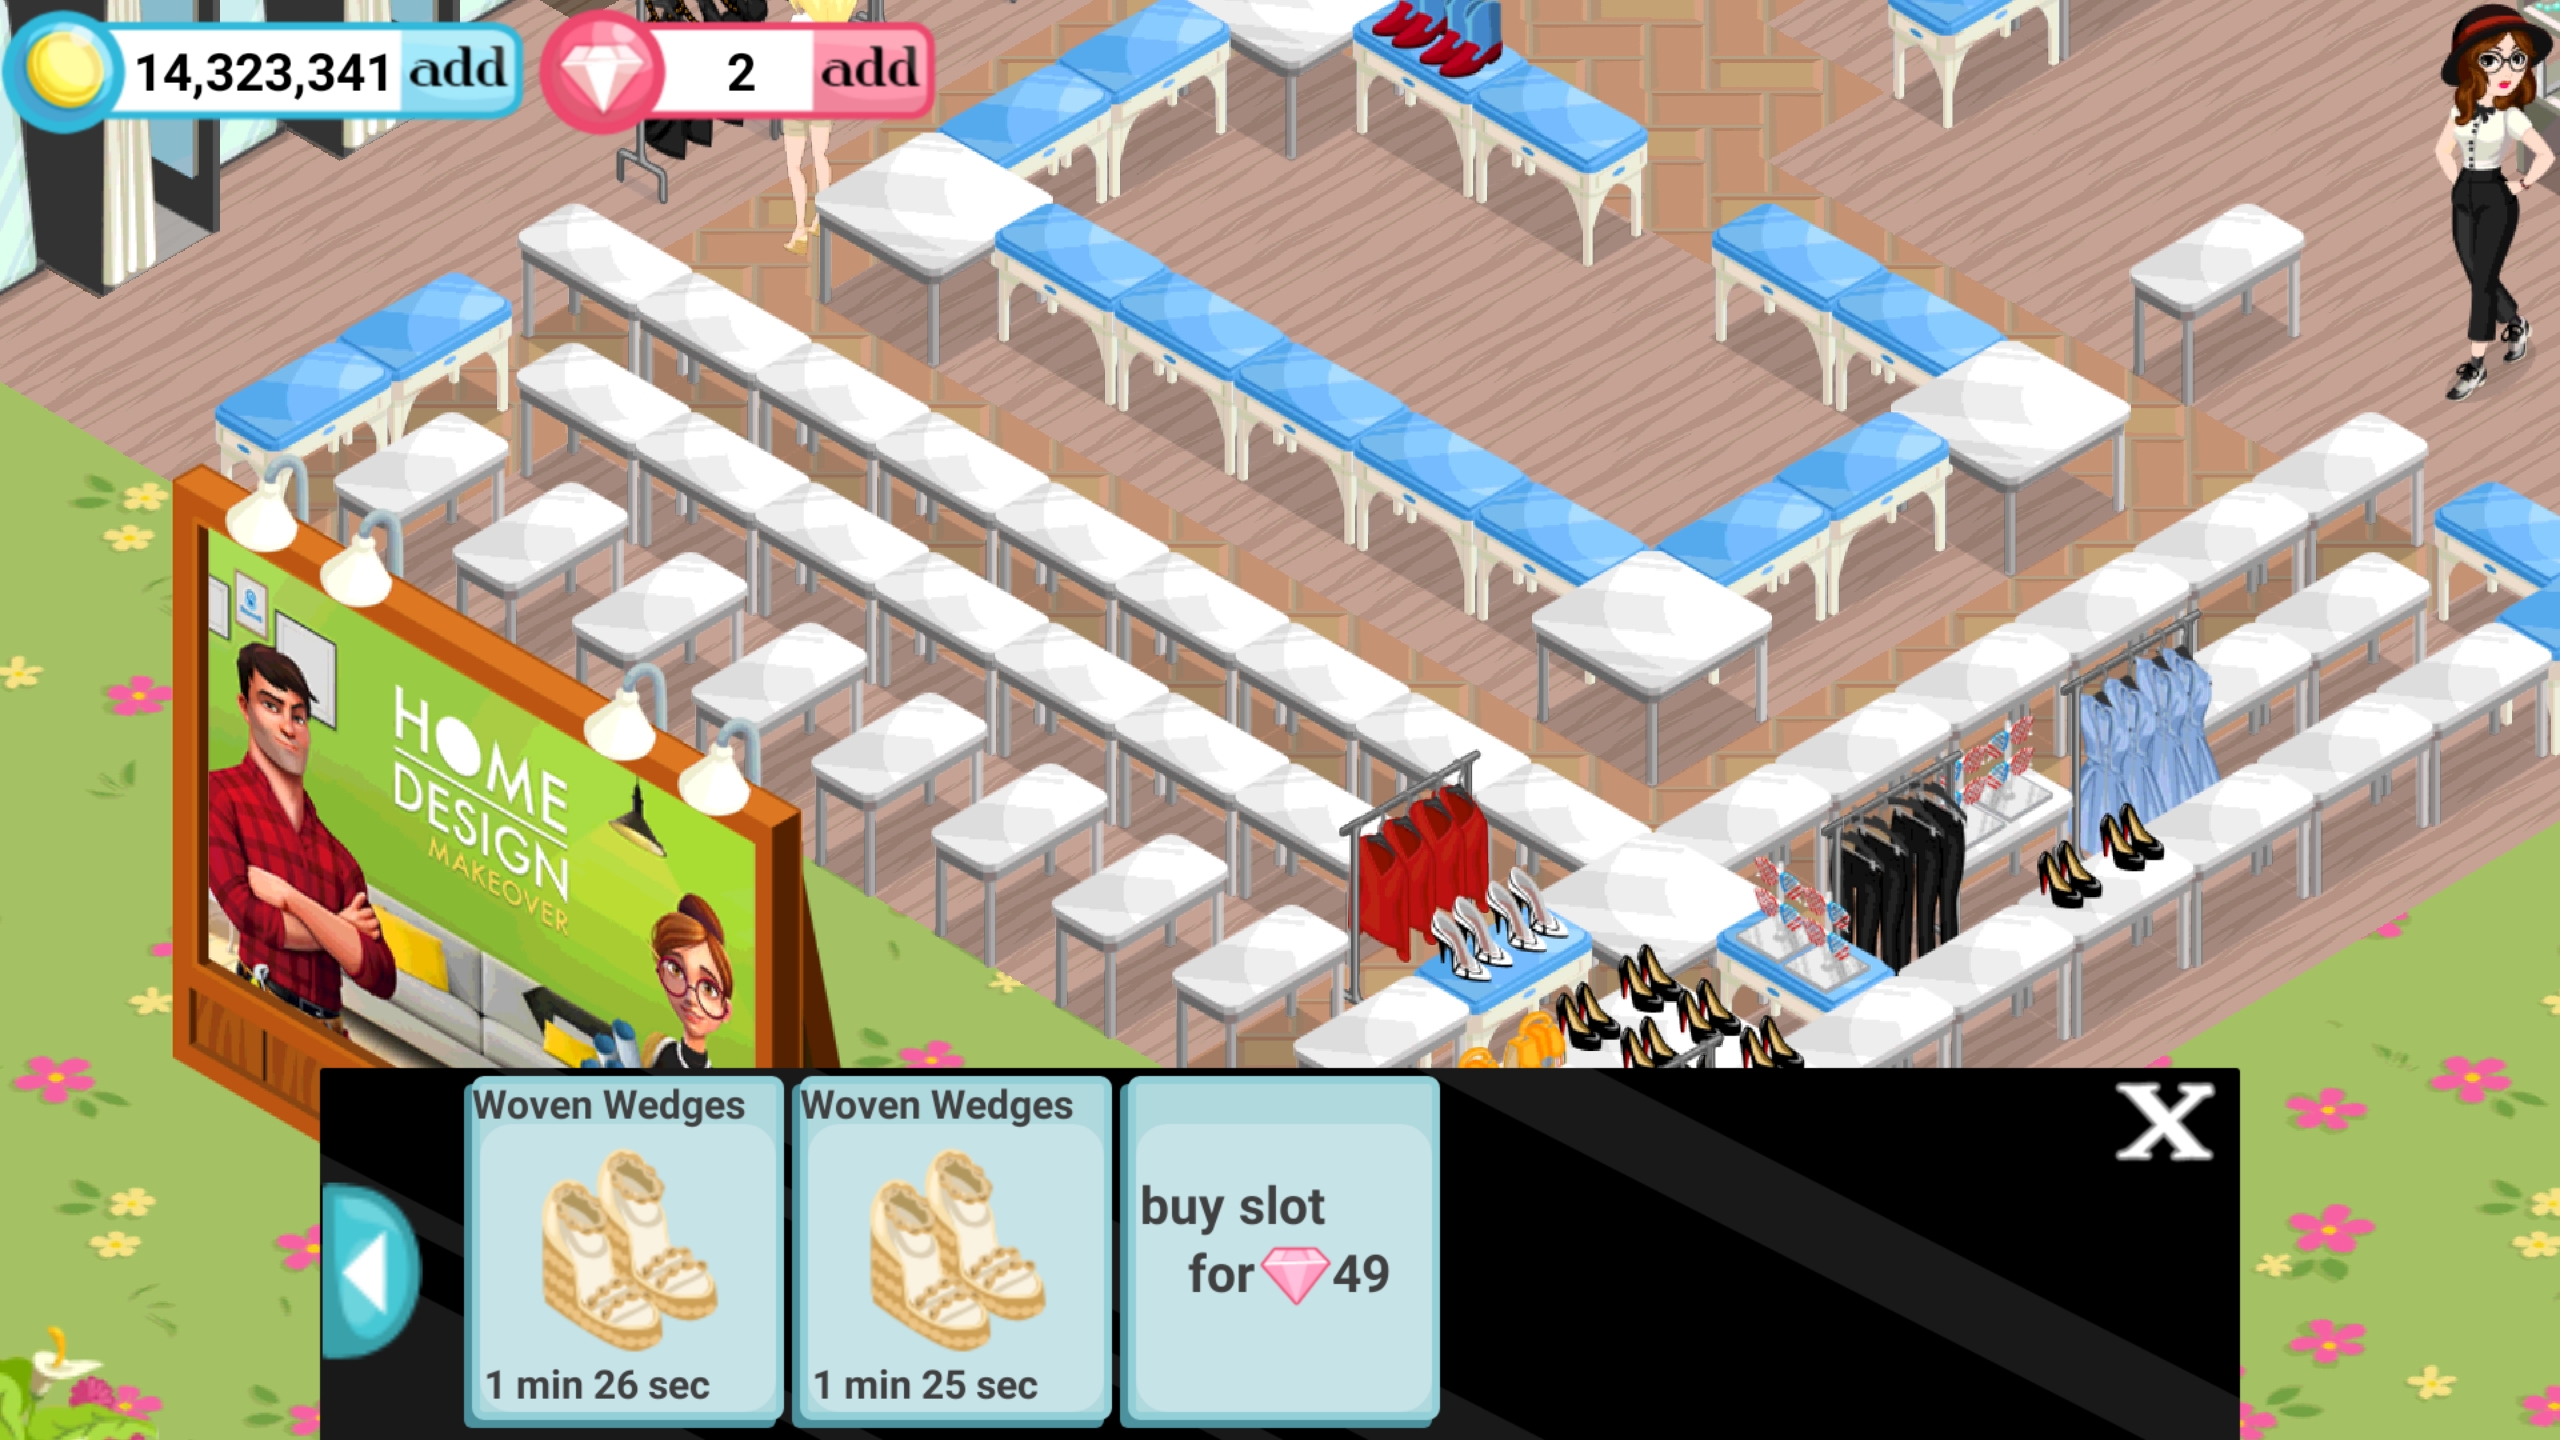 14,323,341 add
2 add
HOME
DESIGN
MAKEOVER
Woven Wedges
1 min 26 sec
Woven Wedges
1 min 25 sec
buy slot
for 49
X